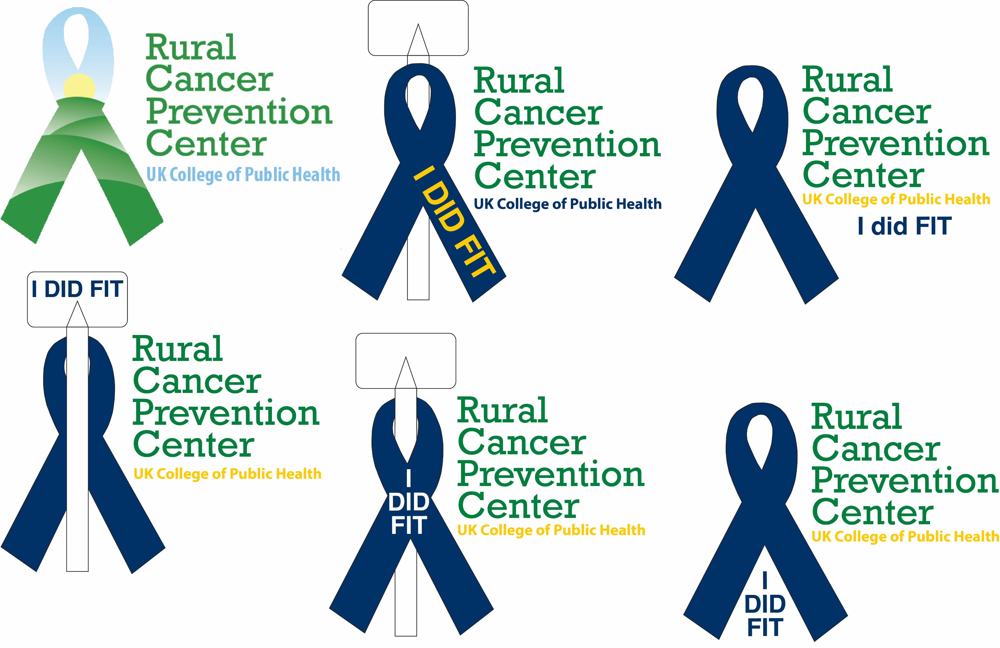 Rural
Cancer
Prevention
Center
UK College of Public Health
Rural
Cancer
Prevention
Center
UK College of Public Health
I DID FIT
Rural
Cancer
Prevention
Center
UK College of Public Health
I did FIT
I DID FIT
Rural
Cancer
Prevention
Center
UK College of Public Health
Rural
Cancer
Prevention
Center
UK College of Public Health
I
DID
FIT
Rural
Cancer
Prevention
Center
UK College of Public Health
I
DID
FIT